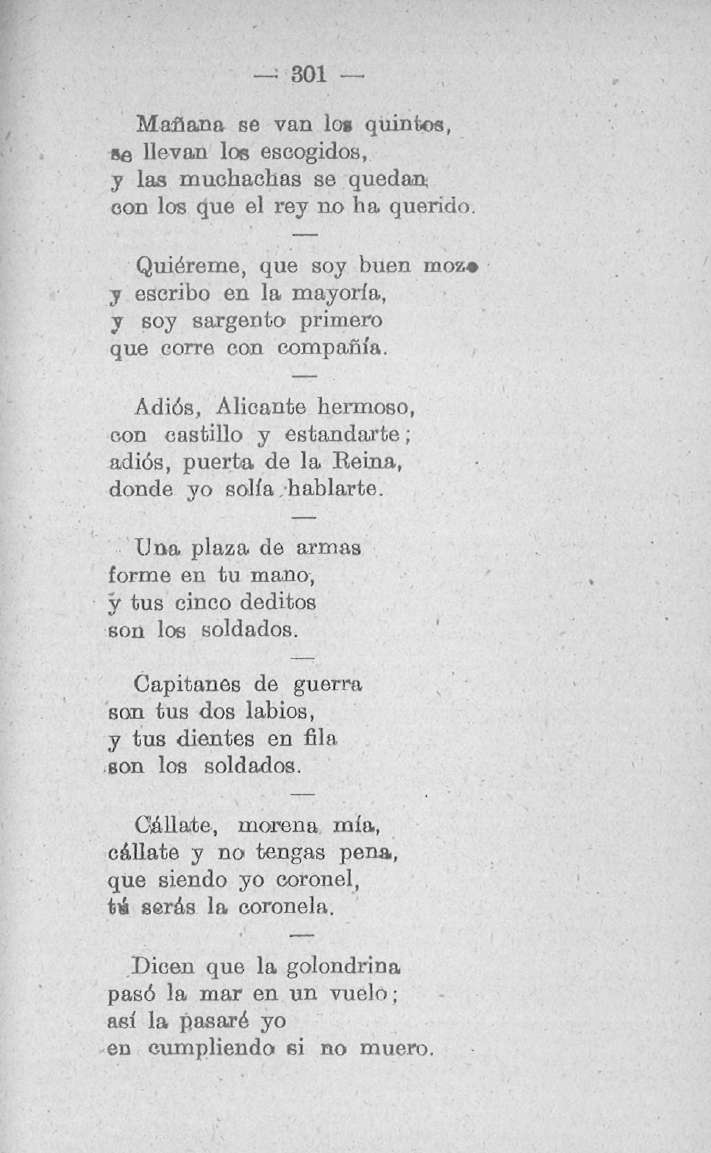 — 301 —
Mañana se van los quintos,
se llevan los escogidos,
y las muchachas se quedan
con los que el rey no ha querido.
—
Quiéreme, que soy buen mozo
y escribo en la mayoría,
y soy sargento primero
que corre con compañía.
—
Adiós, Alicante hermoso,
con castillo y estandarte;
adiós, puerta de la Reina,
donde yo solía hablarte.
—
Una plaza de armas
forme en tu mano,
y tus cinco deditos
son los soldados.
—
Capitanes de guerra
son tus dos labios,
y tus dientes en fila
son los soldados.
—
Cállate, morena mía,
cállate y no tengas pena,
que siendo yo coronel,
tú serás la coronela.
—
Dicen que la golondrina
pasó la mar en un vuelo;
así la pasaré yo
en cumpliendo si no muero.